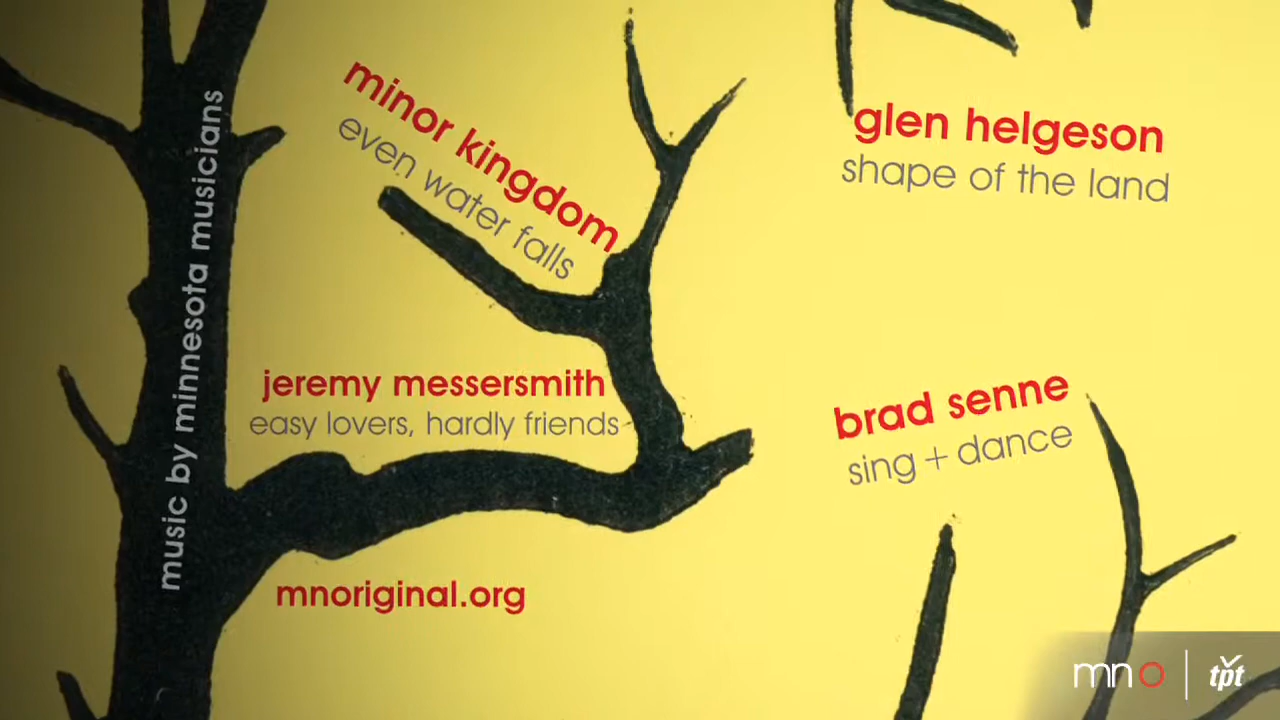 music by minnesota musicians
minor kingdom
even water falls
glen helgeson
shape of the land
jeremy messersmith
easy lovers, hardly friends
brad senne
sing + dance
mnoriginal.org
mno
tpt